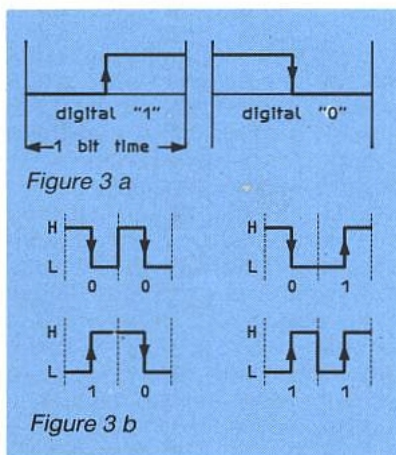 digital "1"
digital "0"
1 bit time
Figure 3 a
H
L
0 0
H
L
0 1
H
L
1 0
H
L
1 1
Figure 3 b